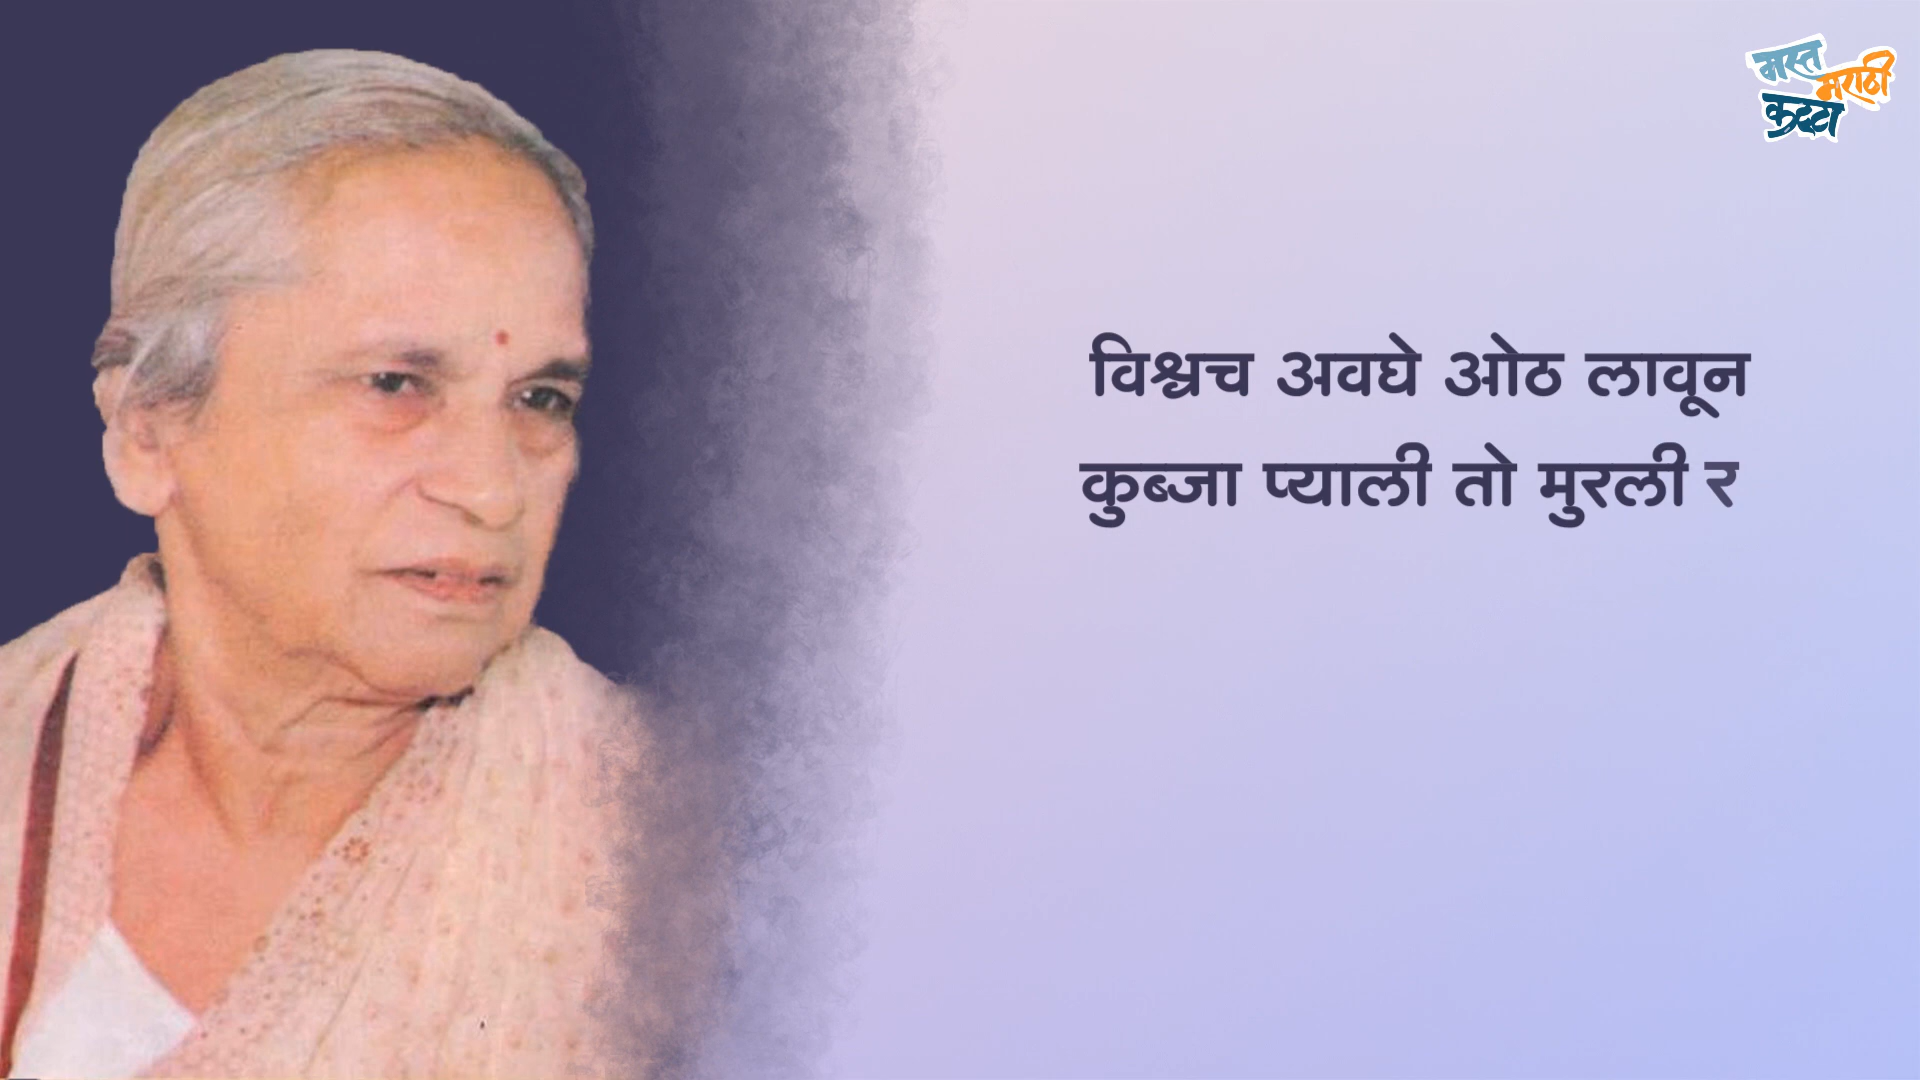 मस्त
मराठी
कट्टा
विश्वच अवघे ओठ लावून
कुब्जा प्याली तो मुरली र